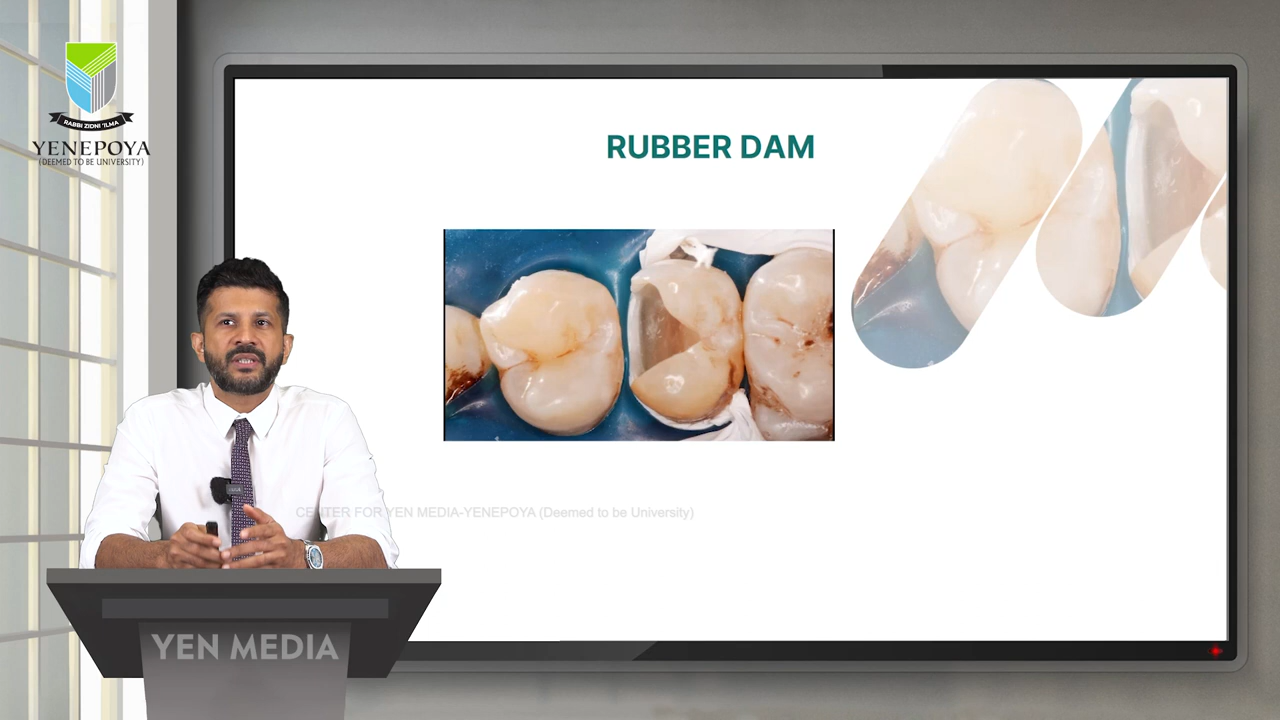 RABBI ZIDNI 'ILMA
YENEPOYA
(DEEMED TO BE UNIVERSITY)
RUBBER DAM
CENTER FOR YEN MEDIA-YENEPOYA (Deemed to be University)
YEN MEDIA